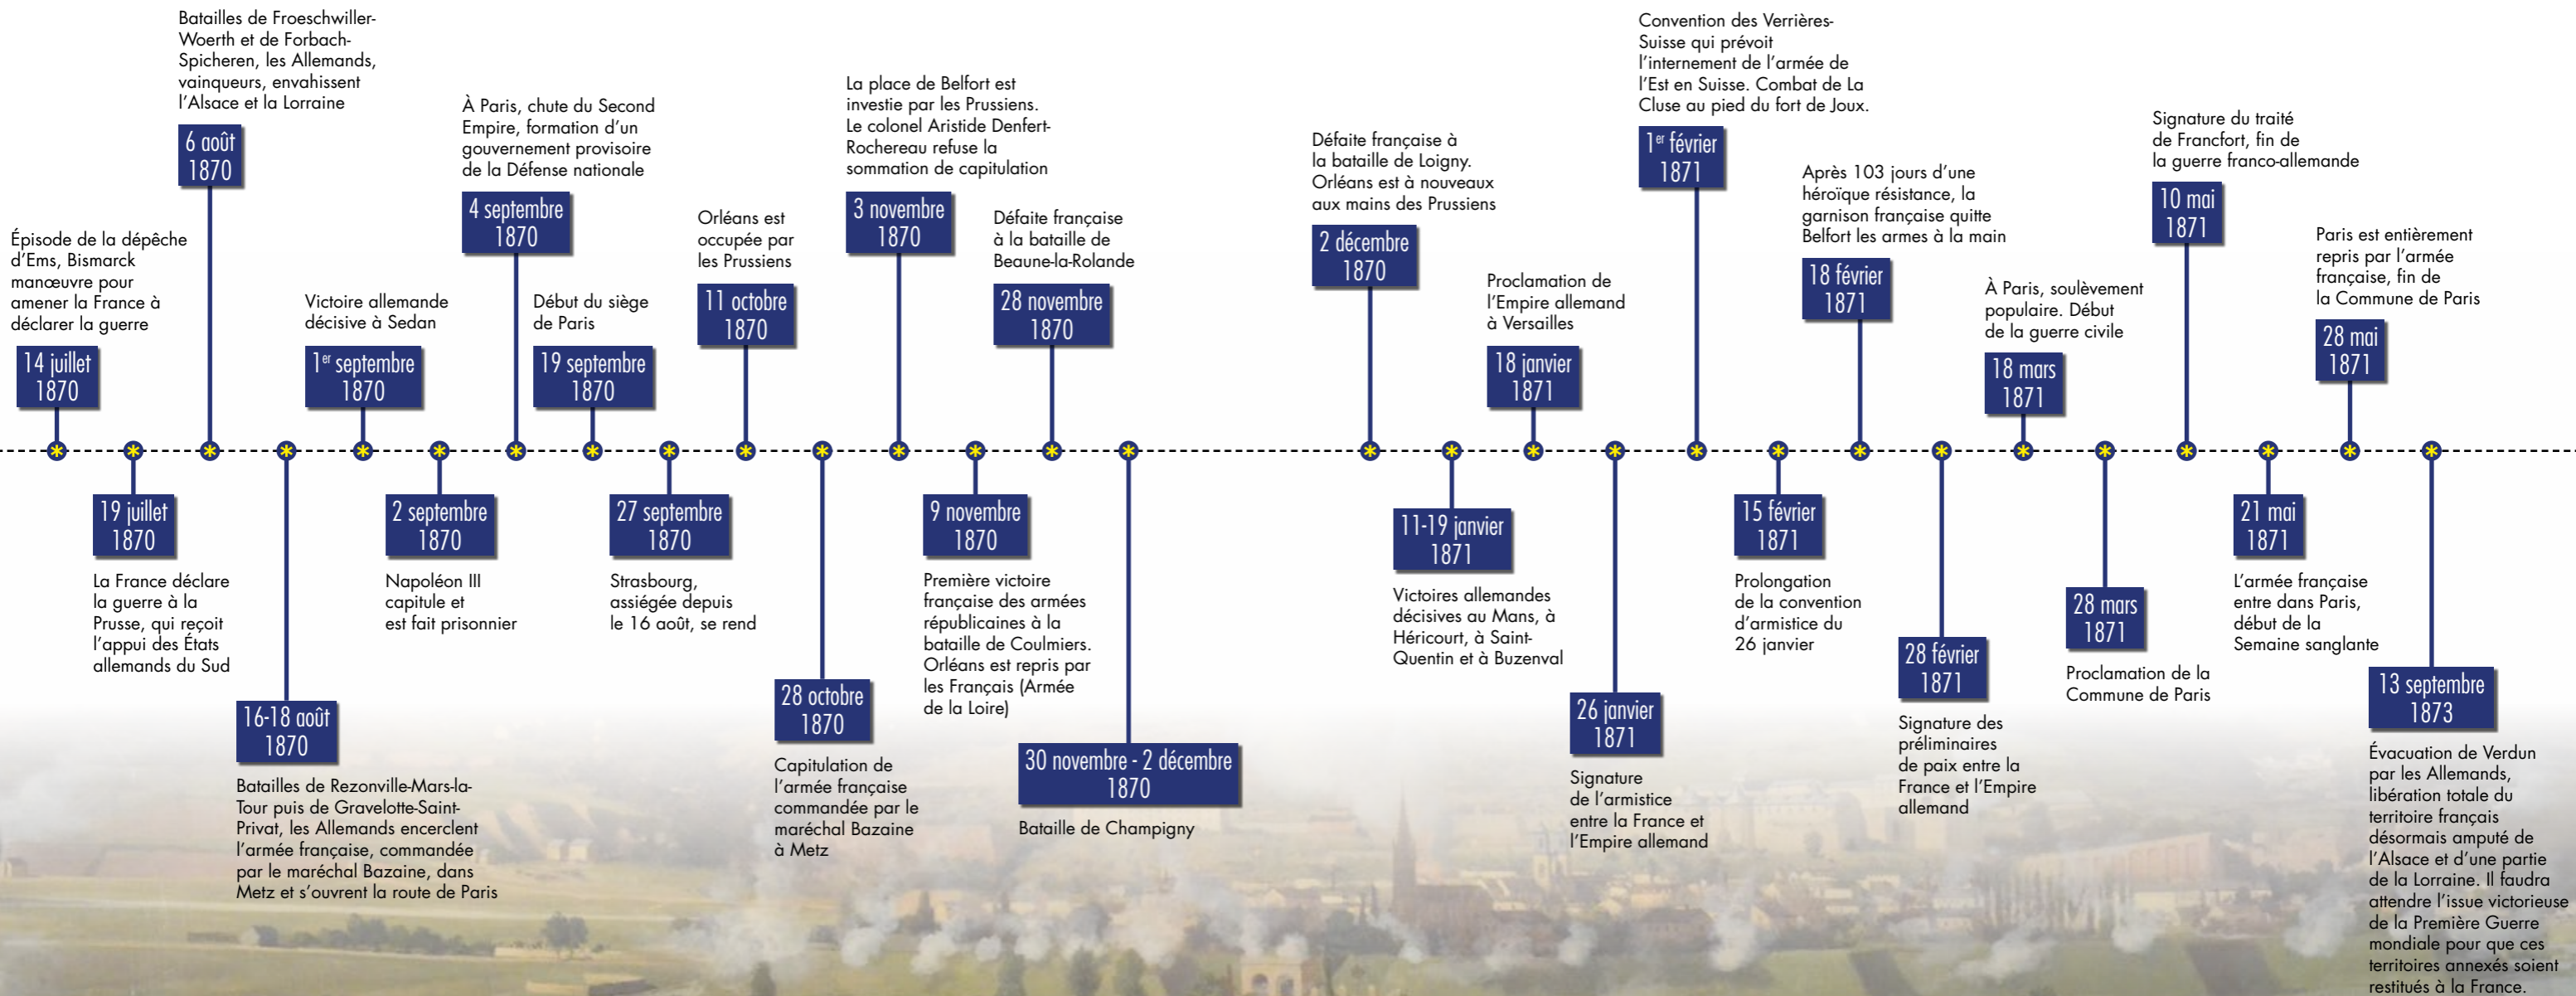 Épisode de la dépêche
d’Ems, Bismarck
manœuvre pour
amener la France à
déclarer la guerre
14 juillet
1870
19 juillet
1870
La France déclare
la guerre à la
Prusse, qui reçoit
l’appui des États
allemands du Sud
Batailles de Froeschwiller-
Woerth et de Forbach-
Spicheren, les Allemands,
vainqueurs, envahissent
l’Alsace et la Lorraine
6 août
1870
16-18 août
1870
Batailles de Rezonville-Mars-la-
Tour puis de Gravelotte-Saint-
Privat, les Allemands encerclent
l’armée française, commandée
par le maréchal Bazaine, dans
Metz et s’ouvrent la route de Paris
Victoire allemande
décisive à Sedan
1er septembre
1870
2 septembre
1870
Napoléon III
capitule et
est fait prisonnier
À Paris, chute du Second
Empire, formation d’un
gouvernement provisoire
de la Défense nationale
4 septembre
1870
Début du siège
de Paris
19 septembre
1870
27 septembre
1870
Strasbourg,
assiégée depuis
le 16 août, se rend
Orléans est
occupée par
les Prussiens
11 octobre
1870
28 octobre
1870
Capitulation de
l’armée française
commandée par le
maréchal Bazaine
à Metz
La place de Belfort est
investie par les Prussiens.
Le colonel Aristide Denfert-
Rochereau refuse la
sommation de capitulation
3 novembre
1870
9 novembre
1870
Première victoire
française des armées
républicaines à la
bataille de Coulmiers.
Orléans est repris par
les Français (Armée
de la Loire)
Défaite française
à la bataille de
Beaune-la-Rolande
28 novembre
1870
30 novembre - 2 décembre
1870
Bataille de Champigny
Défaite française à
la bataille de Loigny.
Orléans est à nouveaux
aux mains des Prussiens
2 décembre
1870
11-19 janvier
1871
Victoires allemandes
décisives au Mans, à
Héricourt, à Saint-
Quentin et à Buzenval
Proclamation de
l’Empire allemand
à Versailles
18 janvier
1871
26 janvier
1871
Signature
de l’armistice
entre la France et
l’Empire allemand
Convention des Verrières-
Suisse qui prévoit
l’internement de l’armée de
l’Est en Suisse. Combat de La
Cluse au pied du fort de Joux.
1er février
1871
15 février
1871
Prolongation
de la convention
d’armistice du
26 janvier
Après 103 jours d’une
héroïque résistance, la
garnison française quitte
Belfort les armes à la main
18 février
1871
28 février
1871
Signature des
préliminaires
de paix entre la
France et l’Empire
allemand
À Paris, soulèvement
populaire. Début
de la guerre civile
18 mars
1871
28 mars
1871
Proclamation de la
Commune de Paris
Signature du traité
de Francfort, fin de
la guerre franco-allemande
10 mai
1871
21 mai
1871
L’armée française
entre dans Paris,
début de la
Semaine sanglante
Paris est entièrement
repris par l’armée
française, fin de
la Commune de Paris
28 mai
1871
13 septembre
1873
Évacuation de Verdun
par les Allemands,
libération totale du
territoire français
désormais amputé de
l’Alsace et d’une partie
de la Lorraine. Il faudra
attendre l’issue victorieuse
de la Première Guerre
mondiale pour que ces
territoires annexés soient
restitués à la France.